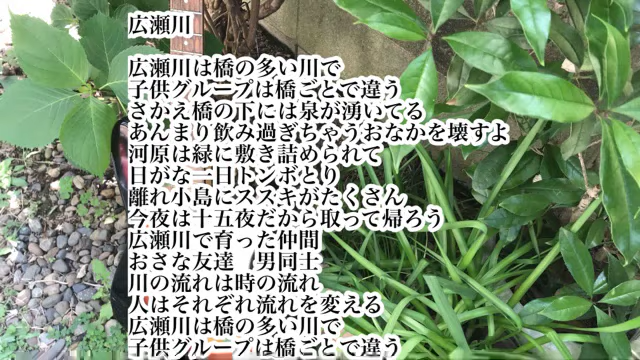 広瀬川
広瀬川は橋の多い川で
子供グループは橋ごとで違う
さかえ橋の下には泉が湧いてる
あんまり飲み過ぎちゃうおなかを壊すよ
河原は緑に敷き詰められて
日がな一日トンボとり
離れ小島にススキがたくさん
今夜は十五夜だから取って帰ろう
広瀬川で育った仲間
おさな友達　男同士
川の流れは時の流れ
人はそれぞれ流れを変える
広瀬川は橋の多い川で
子供グループは橋ごとで違う